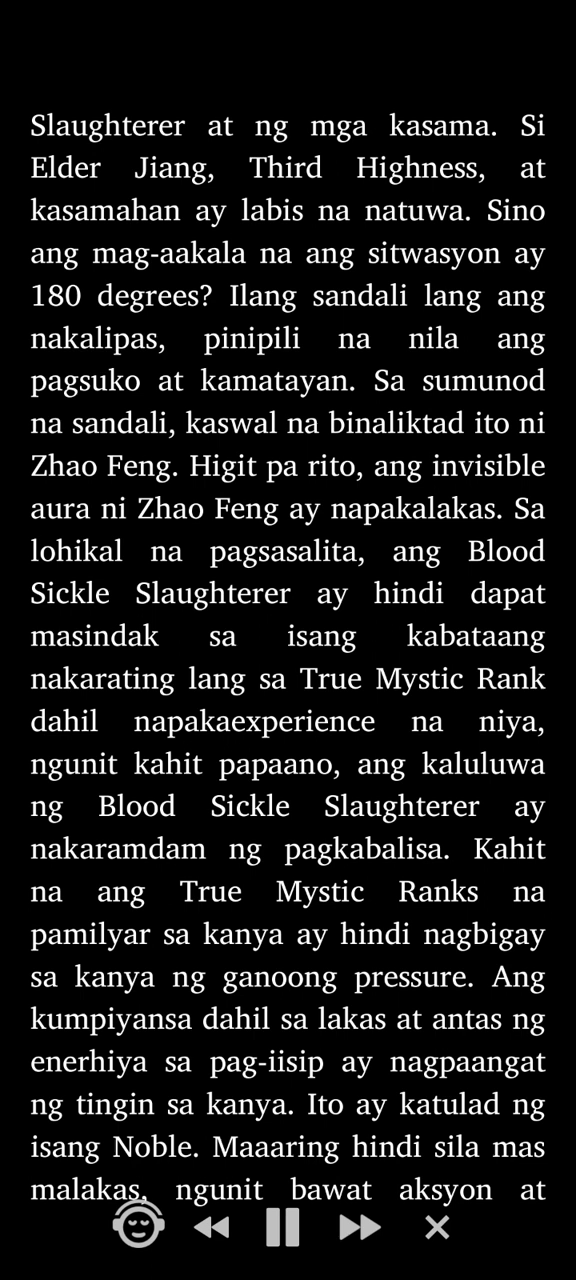 Slaughterer at ng mga kasama. Si
Elder Jiang, Third Highness, at
kasamahan ay labis na natuwa. Sino
ang mag-aakala na ang sitwasyon ay
180 degrees? Ilang sandali lang ang
nakalipas, pinipili na nila ang
pagsuko at kamatayan. Sa sumunod
na sandali, kaswal na binaliktad ito ni
Zhao Feng. Higit pa rito, ang invisible
aura ni Zhao Feng ay napakalakas. Sa
lohikal na pagsasalita, ang Blood
Sickle Slaughterer ay hindi dapat
masindak sa isang kabataang
nakarating lang sa True Mystic Rank
dahil napakaexperience na niya,
ngunit kahit papaano, ang kaluluwa
ng Blood Sickle Slaughterer ay
nakaramdam ng pagkabalisa. Kahit
na ang True Mystic Ranks na
pamilyar sa kanya ay hindi nagbigay
sa kanya ng ganoong pressure. Ang
kumpiyansa dahil sa lakas at antas ng
enerhiya sa pag-iisip ay nagpaangat
ng tingin sa kanya. Ito ay katulad ng
isang Noble. Maaaring hindi sila mas
malakas, ngunit bawat aksyon at